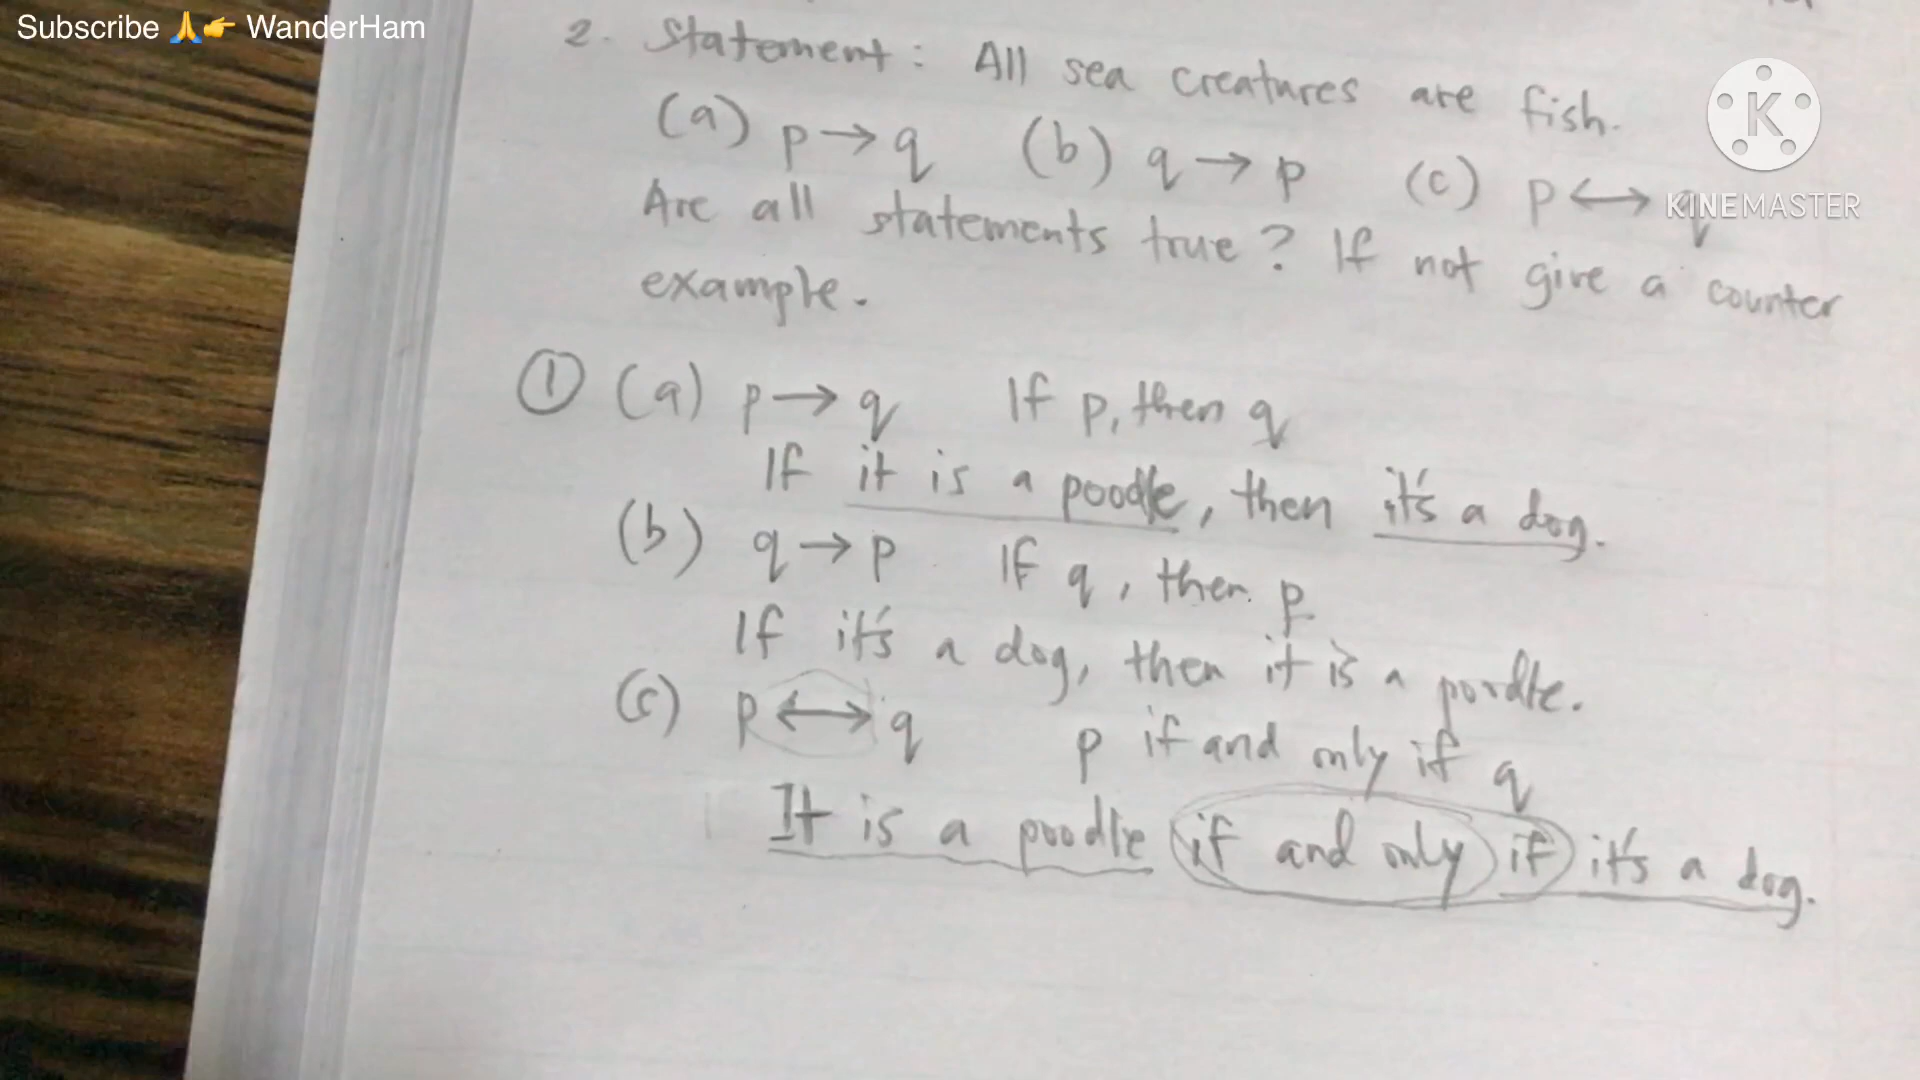 Subscribe 🙏👉 WanderHam
2. Statement: All sea creatures are fish.
(a) p → q (b) q → p (c) p ↔ q
KINEMASTER
Are all statements true? If not give a counter
example.
① (a) p → q If p, then q
If it is a poodle, then it's a dog.
(b) q → p If q, then p
If it's a dog, then it is a poodle.
(c) p ↔ q p if and only if q
It is a poodle if and only if it's a dog.